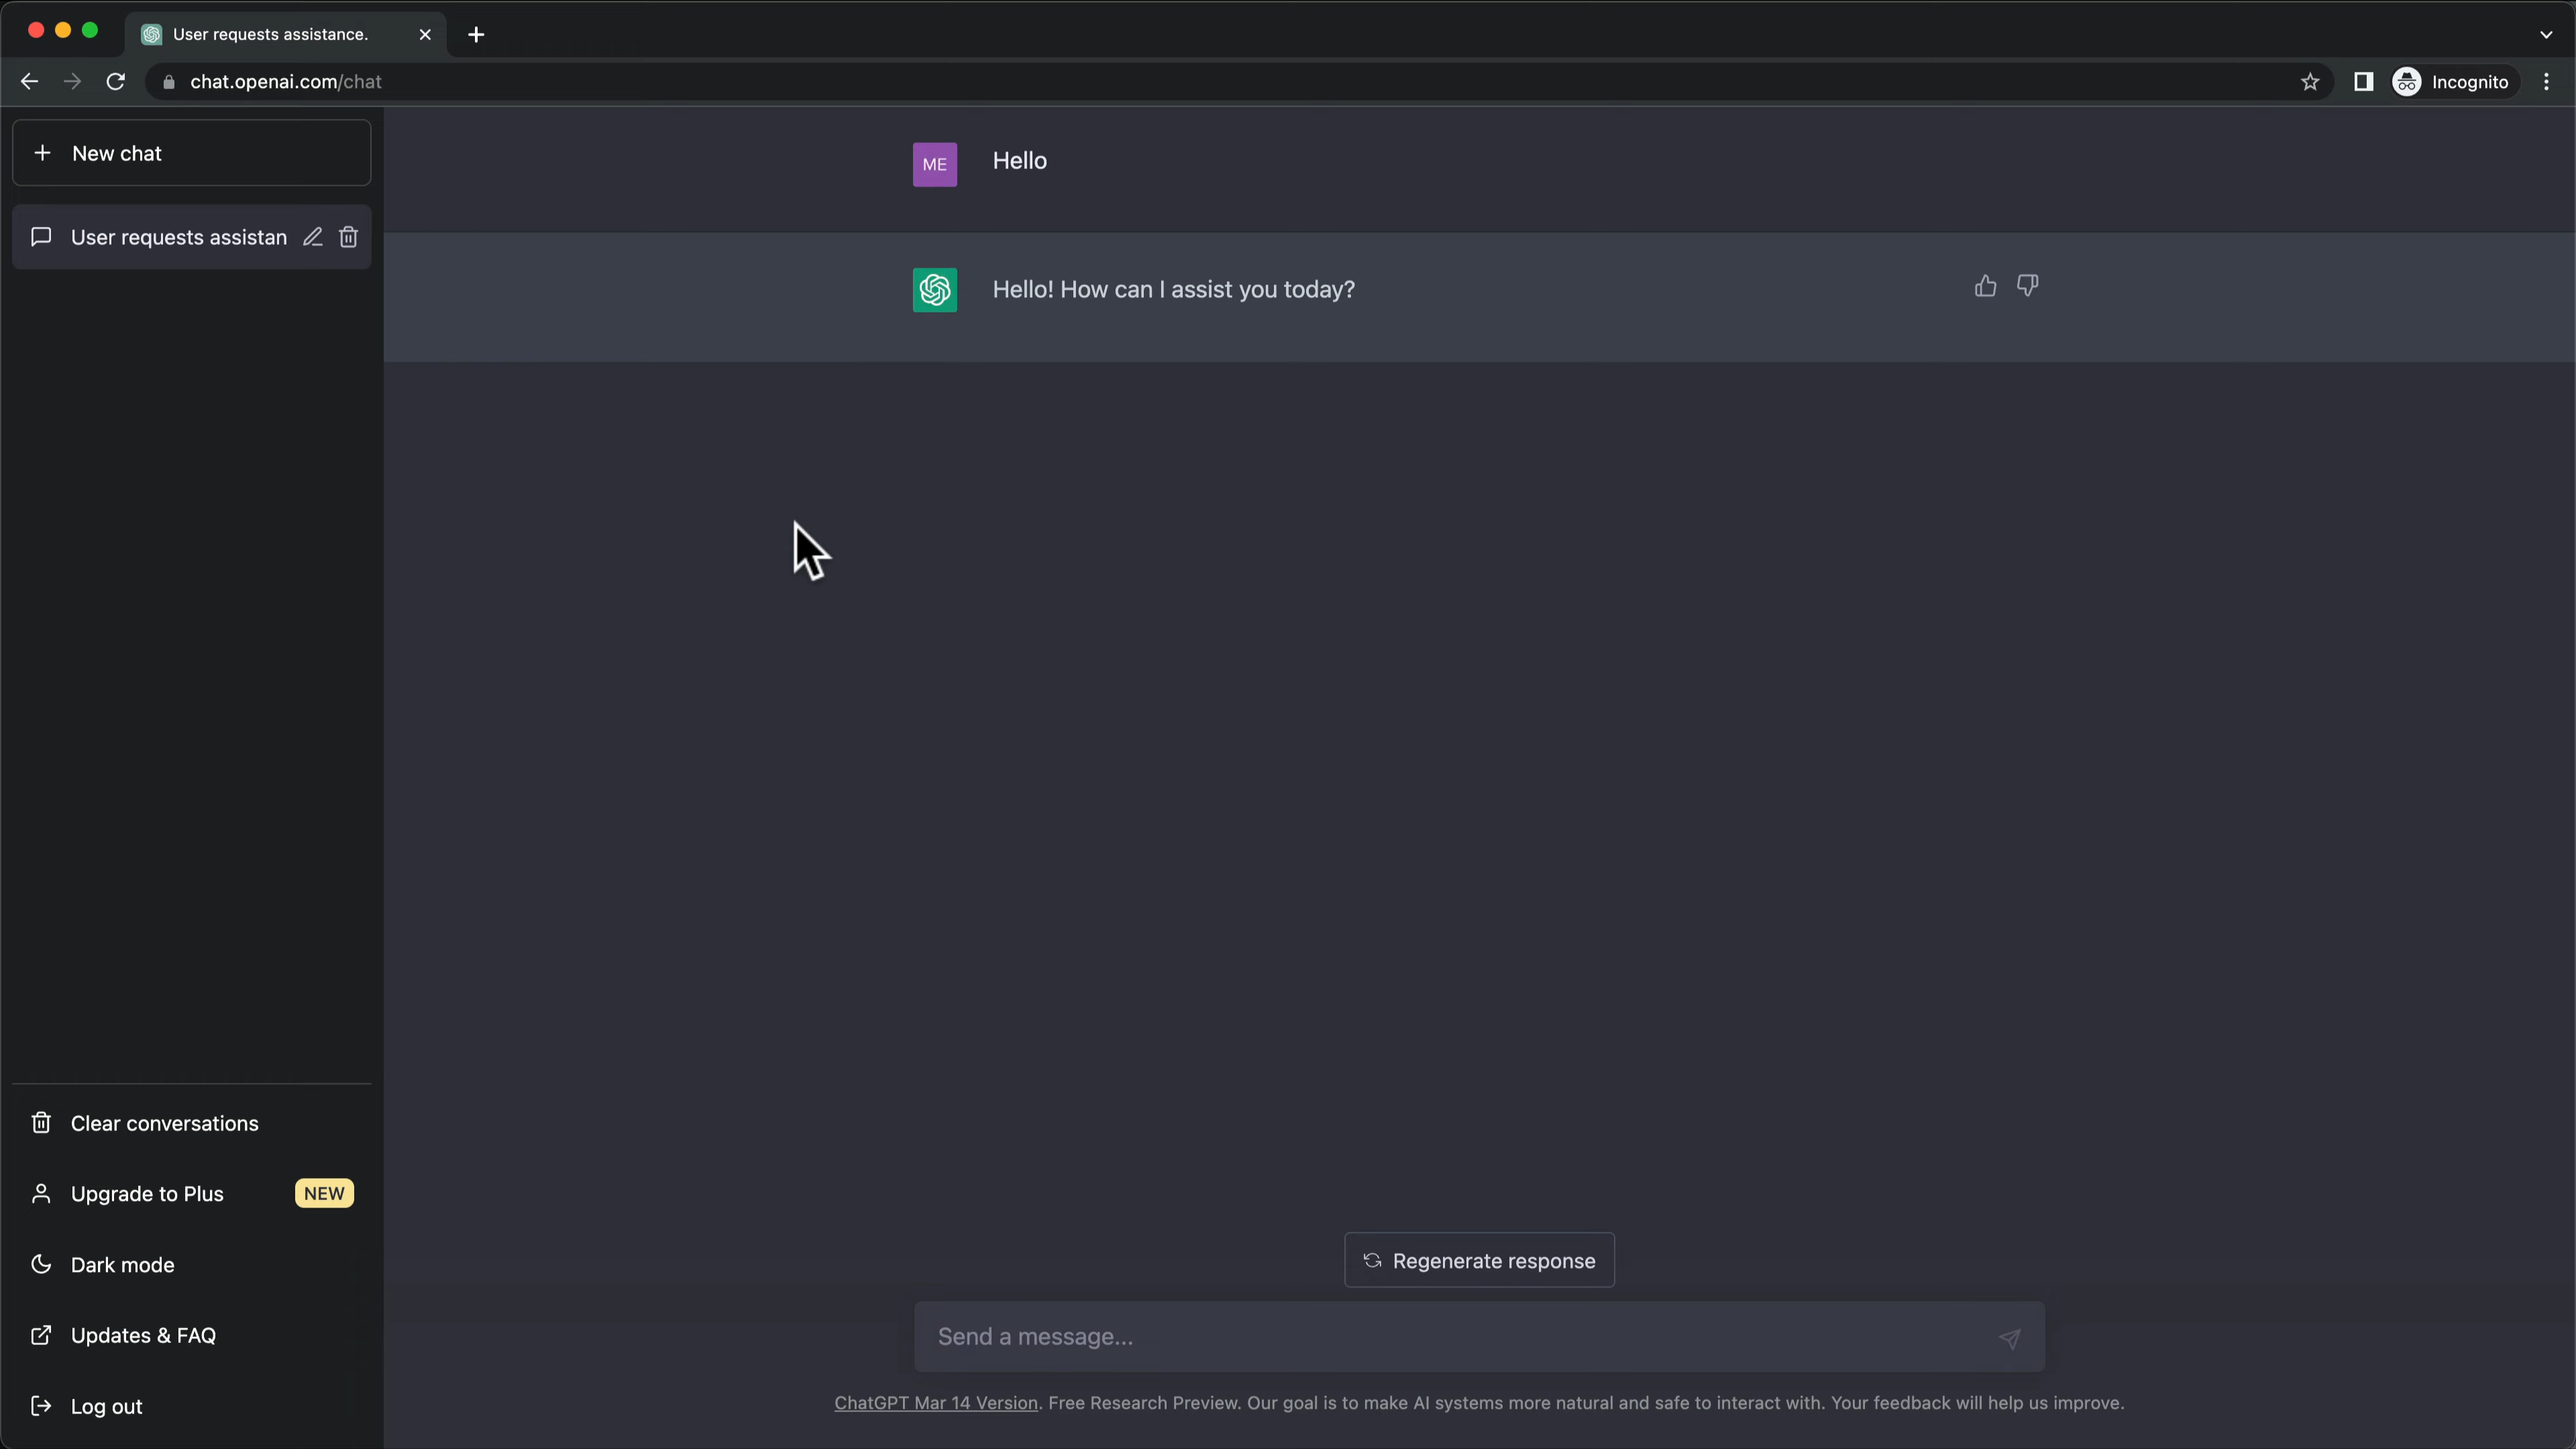 User requests assistance.
chat.openai.com/chat
Incognito
New chat
User requests assistan
ME
Hello
Hello! How can I assist you today?
Clear conversations
Upgrade to Plus
NEW
Dark mode
Updates & FAQ
Log out
Regenerate response
Send a message...
ChatGPT Mar 14 Version. Free Research Preview. Our goal is to make AI systems more natural and safe to interact with. Your feedback will help us improve.